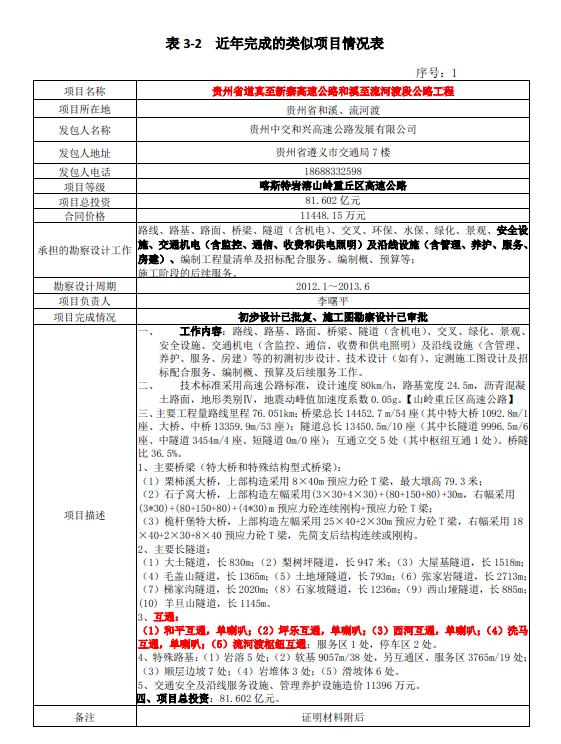 表 3-2 近年完成的类似项目情况表
序号：1
项目名称 贵州省道真至新寨高速公路和溪至流河渡段公路工程
项目所在地 贵州省和溪、流河渡
发包人名称 贵州中交和兴高速公路发展有限公司
发包人地址 贵州省遵义市交通局 7 楼
发包人电话 18688332598
项目等级 喀斯特岩溶山岭重丘区高速公路
项目总投资 81.602 亿元
合同价格 11448.15 万元
承担的勘察设计工作
路线、路基、路面、桥梁、隧道（含机电）、交叉、环保、水保、绿化、景观、安全设
施、交通机电（含监控、通信、收费和供电照明）及沿线设施（含管理、养护、服务、
房建）、编制工程量清单及招标配合服务、编制概、预算等；
施工阶段的后续服务。
勘察设计周期 2012.1～2013.6
项目负责人 李曙平
项目完成情况 初步设计已批复、施工图勘察设计已审批
项目描述
一、 工作内容：路线、路基、路面、桥梁、隧道（含机电）、交叉、绿化、景观、
安全设施、交通机电（含监控、通信、收费和供电照明）及沿线设施（含管理、
养护、服务、房建）等的初测初步设计、技术设计（如有）、定测施工图设计及招
标配合服务、编制概、预算及后续服务工作。
二、 技术标准采用高速公路标准，设计速度 80km/h，路基宽度 24.5m，沥青混凝
土路面，地形类别Ⅳ，地震动峰值加速度系数 0.05g。【山岭重丘区高速公路】
三、主要工程量路线里程 76.051km；桥梁总长 14452.7 m/54 座（其中特大桥 1092.8m/1
座、大桥、中桥 13359.9m/53 座）；隧道总长 13450.5m/10 座（其中长隧道 9996.5m/6
座、中隧道 3454m/4 座、短隧道 0m/0 座）；互通立交 5 处（其中枢纽互通 1 处）。桥隧
比 36.5%。
1、主要桥梁（特大桥和特殊结构型式桥梁）：
（1）栗柿溪大桥，上部构造采用 8×40m 预应力砼 T 梁，最大墩高 79.3 米；
（2）石子窝大桥，上部构造左幅采用(3×30+4×30)+(80+150+80)+30m，右幅采用
(3*30)+(80+150+80)+(4*30)m 预应力砼连续刚构+预应力砼 T 梁；
（3）桅杆堡特大桥，上部构造左幅采用 25×40+2×30m 预应力砼 T 梁，右幅采用 18
×40+2×30+8×40 预应力砼 T 梁，先简支后结构连续或刚构。
2、主要长隧道：
（1）大土隧道，长 830m；（2）梨树坪隧道，长 947 米；（3）大屋基隧道，长 1518m；
（4）毛盖山隧道，长 1365m；（5）土地垭隧道，长 793m；（6）张家岩隧道，长 2713m；
（7）梯家沟隧道，长 2020m；（8）石家坡隧道，长 1236m；（9）西山垭隧道，长 885m；
(10) 羊旦山隧道，长 1145m。
3、互通：
（1）和平互通，单喇叭；（2）坪乐互通，单喇叭；（3）西河互通，单喇叭；（4）洗马
互通，单喇叭；（5）流河渡枢纽互通；服务区 1 处，停车区 2 处。
4、特殊路基：（1）岩溶 5 处；（2）软基 9057m/38 处，另互通区、服务区 3765m/19 处；
（3）顺层边坡 7 处；（4）岩堆体 3 处；（5）滑坡体 6 处。
5、交通安全及沿线服务设施、管理养护设施造价 11396 万元。
四、项目总投资：81.602 亿元。
备注 证明材料附后